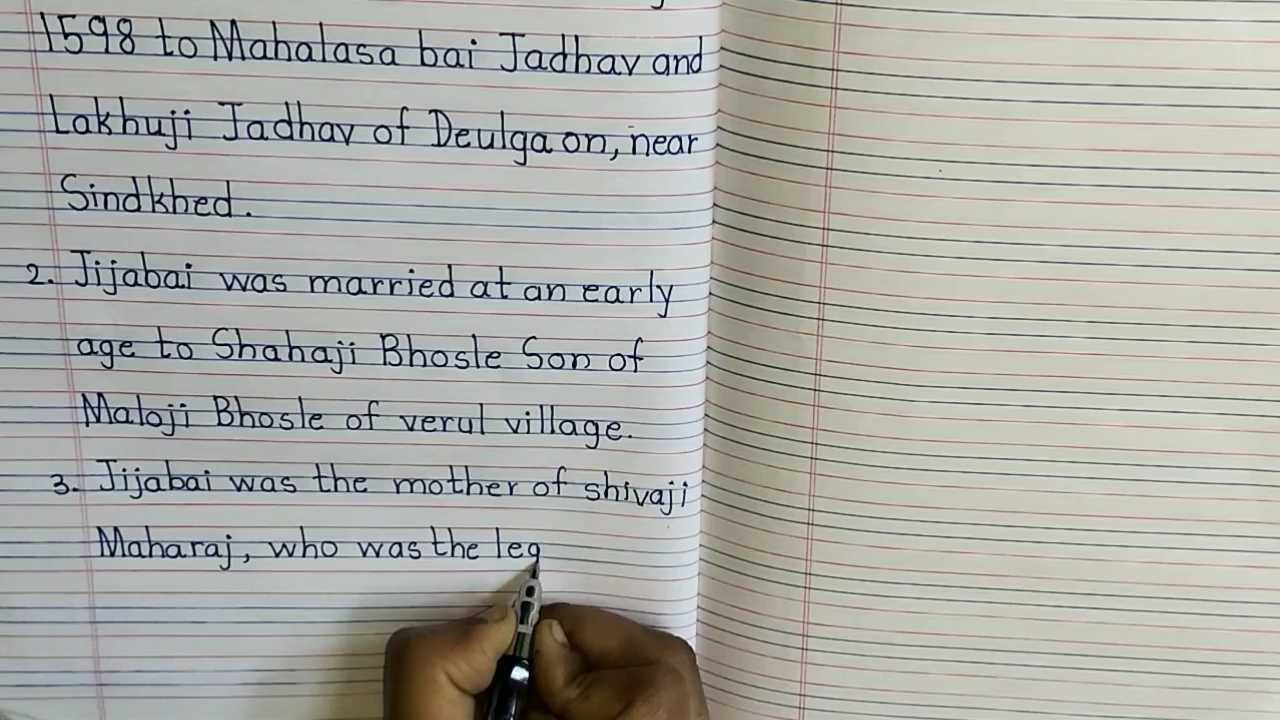 1598 to Mahalasa bai Jadhav and
Lakhuji Jadhav of Deulgaon, near
Sindkhed.
2. Jijabai was married at an early
age to Shahaji Bhosle Son of
Maloji Bhosle of verul village.
3. Jijabai was the mother of shivaji
Maharaj, who was the leg